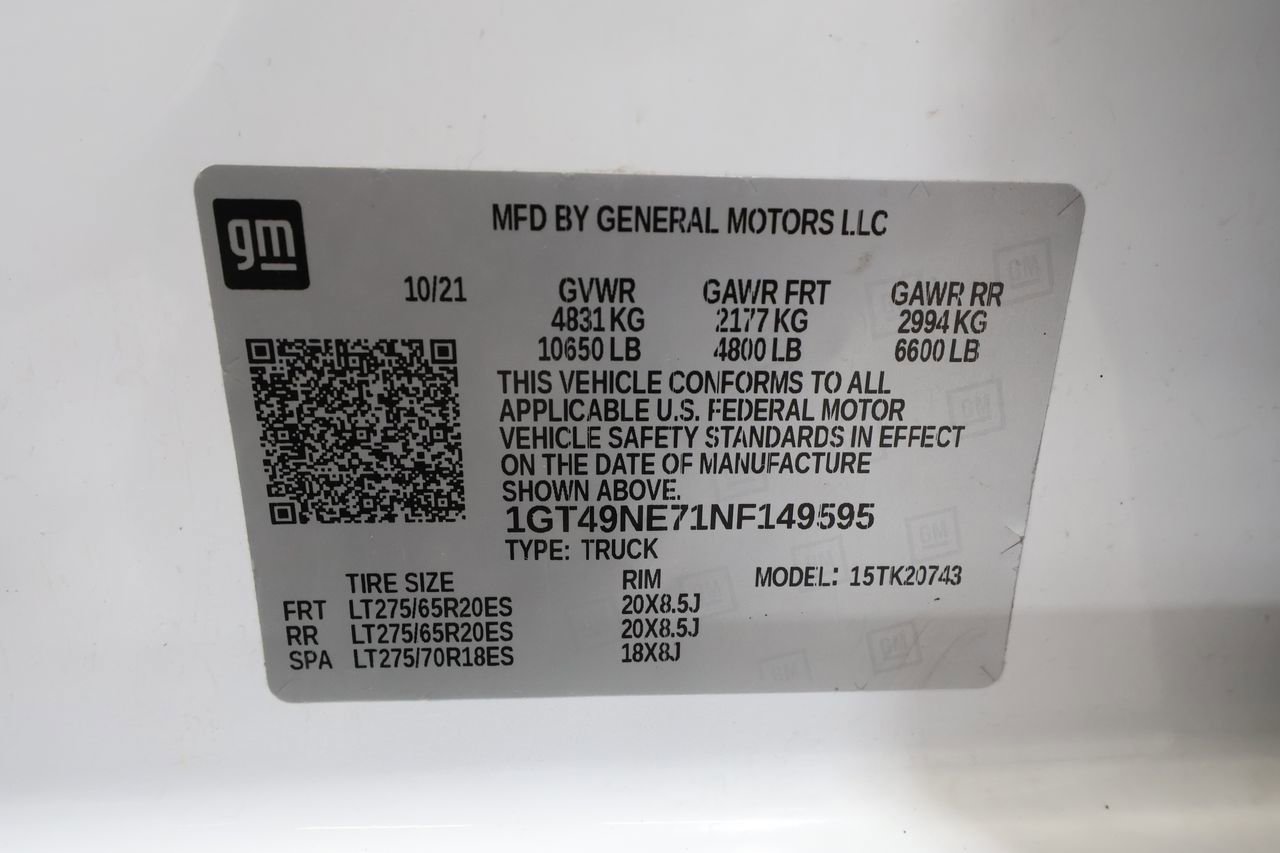 gm
MFD BY GENERAL MOTORS LLC
10/21 GVWR GAWR FRT GAWR RR
4831 KG 2177 KG 2994 KG
10650 LB 4800 LB 6600 LB
THIS VEHICLE CONFORMS TO ALL
APPLICABLE U.S. FEDERAL MOTOR
VEHICLE SAFETY STANDARDS IN EFFECT
ON THE DATE OF MANUFACTURE
SHOWN ABOVE.
1GT49NE71NF149595
TYPE: TRUCK
TIRE SIZE RIM MODEL: 15TK20743
FRT LT275/65R20ES 20X8.5J
RR LT275/65R20ES 20X8.5J
SPA LT275/70R18ES 18X8J